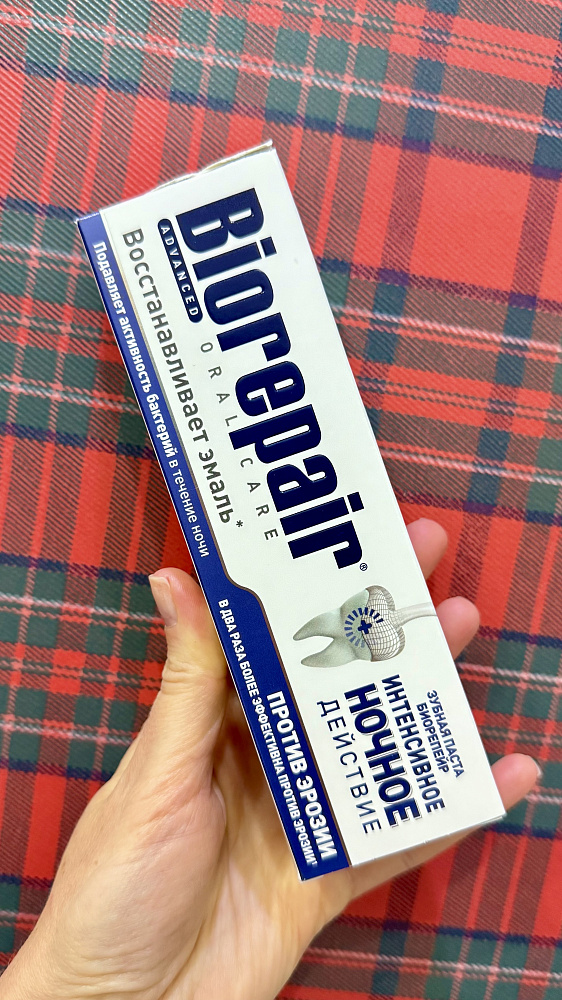 Biorepair®
ADVANCED ORAL CARE
Восстанавливает эмаль*
Подавляет активность бактерий в течение ночи
ЗУБНАЯ ПАСТА
БИОРЕПЕЙР
ИНТЕНСИВНОЕ
НОЧНОЕ
ДЕЙСТВИЕ
ПРОТИВ ЭРОЗИИ
В ДВА РАЗА БОЛЕЕ ЭФФЕКТИВНА ПРОТИВ ЭРОЗИИ¹